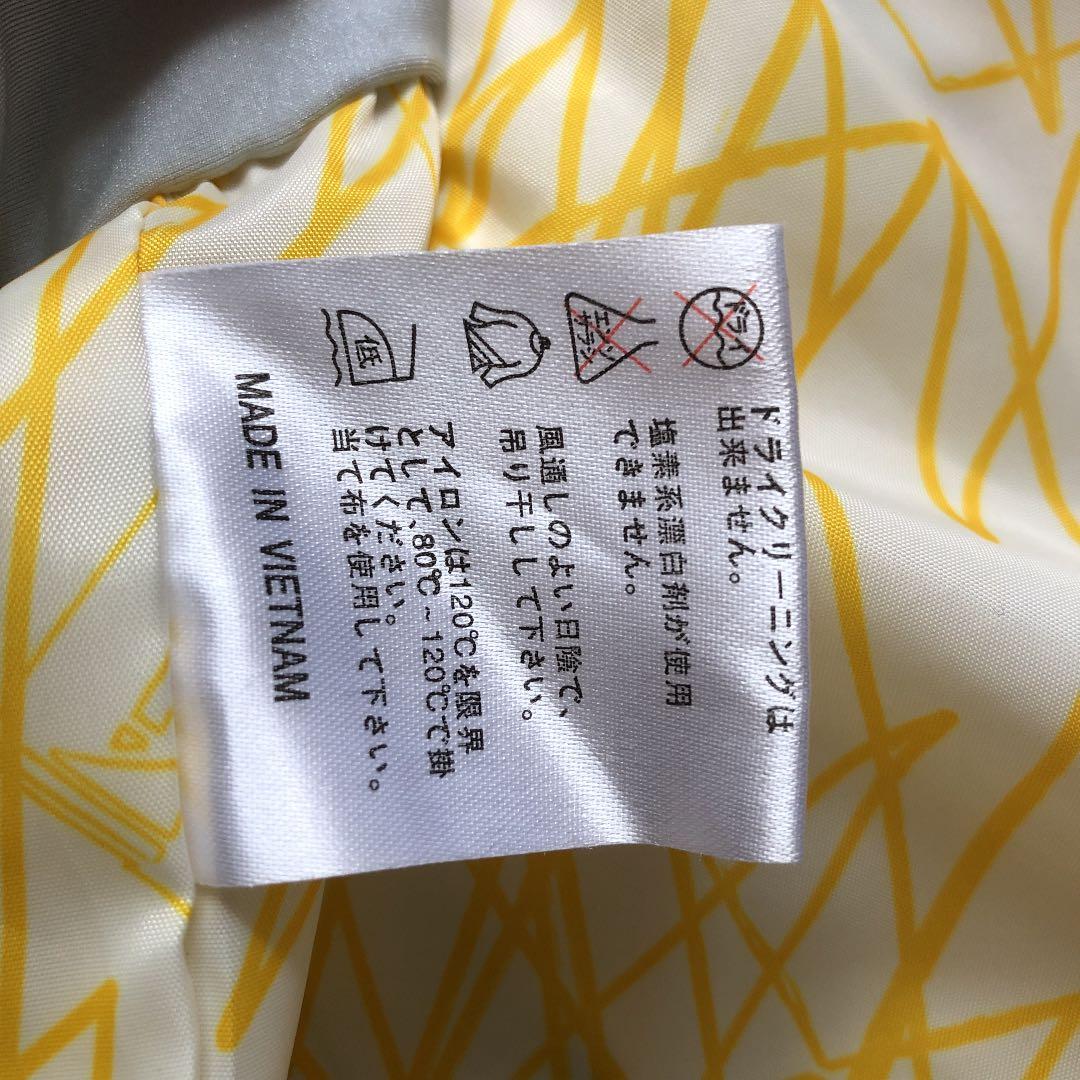 ドライ
ドライクリーニングは
出来ません。
エンソ
サラシ
塩素系漂白剤が使用
できません。
風通しのよい日陰で、
吊り干しして下さい。
低
アイロンは120℃を限界
として、80℃~120℃で掛
けてください。
当て布を使用して下さい。
MADE IN VIETNAM